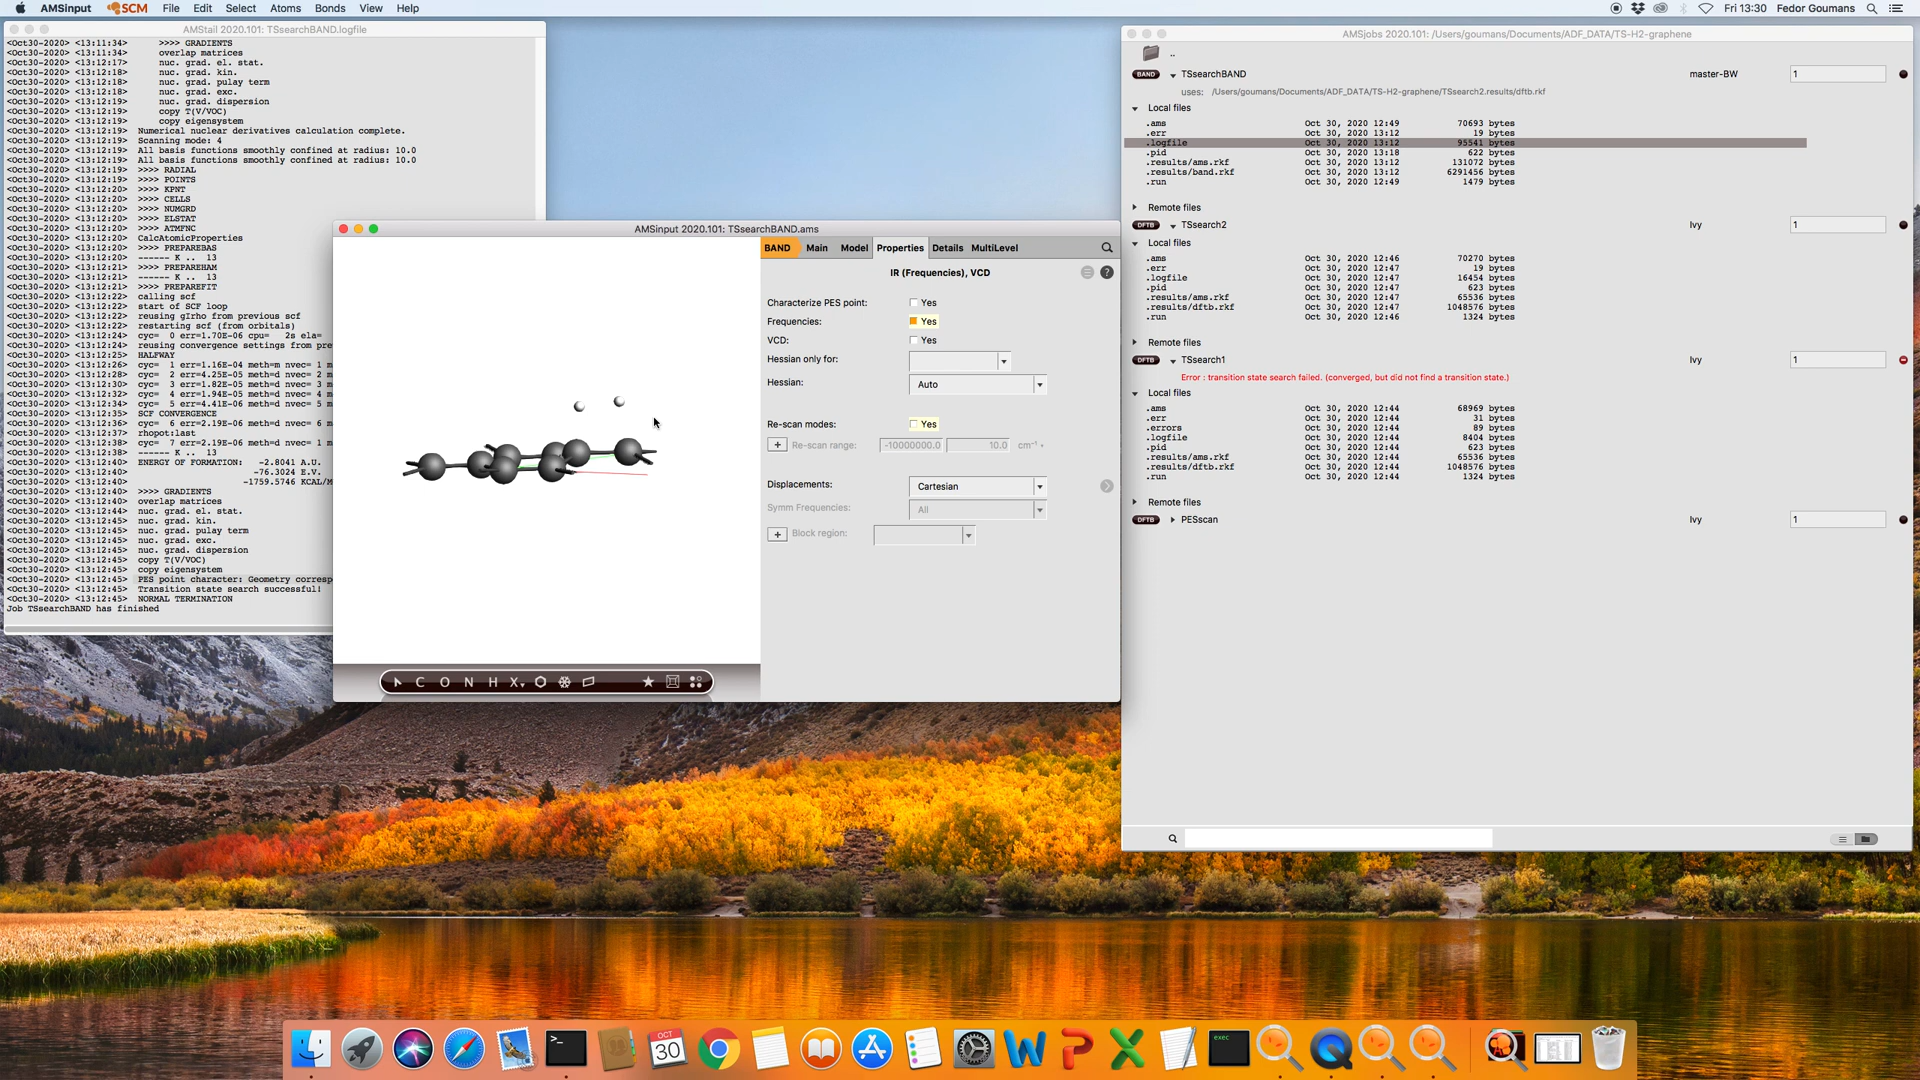 AMSinput SCM File Edit Select Atoms Bonds View Help Fri 13:30 Fedor Goumans
AMStail 2020.101: TSsearchBAND.logfile
<Oct30-2020> <13:11:34> >>>> GRADIENTS
<Oct30-2020> <13:11:34> overlap matrices
<Oct30-2020> <13:12:17> nuc. grad. el. stat.
<Oct30-2020> <13:12:18> nuc. grad. kin.
<Oct30-2020> <13:12:18> nuc. grad. pulay term
<Oct30-2020> <13:12:18> nuc. grad. exc.
<Oct30-2020> <13:12:19> nuc. grad. dispersion
<Oct30-2020> <13:12:19> copy T(V/VOC)
<Oct30-2020> <13:12:19> copy eigensystem
<Oct30-2020> <13:12:19> Numerical nuclear derivatives calculation complete.
<Oct30-2020> <13:12:19> Scanning mode: 4
<Oct30-2020> <13:12:19> All basis functions smoothly confined at radius: 10.0
<Oct30-2020> <13:12:19> All basis functions smoothly confined at radius: 10.0
<Oct30-2020> <13:12:19> >>>> RADIAL
<Oct30-2020> <13:12:19> >>>> POINTS
<Oct30-2020> <13:12:20> >>>> KPNT
<Oct30-2020> <13:12:20> >>>> CELLS
<Oct30-2020> <13:12:20> >>>> NUMGRD
<Oct30-2020> <13:12:20> >>>> ELSTAT
<Oct30-2020> <13:12:20> >>>> ATMFNC
<Oct30-2020> <13:12:20> CalcAtomicProperties
<Oct30-2020> <13:12:20> >>>> PREPAREBAS
<Oct30-2020> <13:12:20> ------ K .. 13
<Oct30-2020> <13:12:21> >>>> PREPAREHAM
<Oct30-2020> <13:12:21> ------ K .. 13
<Oct30-2020> <13:12:21> >>>> PREPAREFIT
<Oct30-2020> <13:12:22> calling scf
<Oct30-2020> <13:12:22> start of SCF loop
<Oct30-2020> <13:12:22> reusing gIrho from previous scf
<Oct30-2020> <13:12:22> restarting scf (from orbitals)
<Oct30-2020> <13:12:24> cyc= 0 err=1.70E-06 cpu= 2s ela=
<Oct30-2020> <13:12:24> reusing convergence settings from pre
<Oct30-2020> <13:12:25> HALFWAY
<Oct30-2020> <13:12:26> cyc= 1 err=1.16E-04 meth=m nvec= 1 m
<Oct30-2020> <13:12:28> cyc= 2 err=4.25E-05 meth=d nvec= 2 m
<Oct30-2020> <13:12:30> cyc= 3 err=1.82E-05 meth=d nvec= 3 m
<Oct30-2020> <13:12:32> cyc= 4 err=1.94E-05 meth=d nvec= 4 m
<Oct30-2020> <13:12:34> cyc= 5 err=4.41E-06 meth=d nvec= 5 m
<Oct30-2020> <13:12:35> SCF CONVERGENCE
<Oct30-2020> <13:12:36> cyc= 6 err=2.19E-06 meth=d nvec= 6 m
<Oct30-2020> <13:12:37> rhopot:last
<Oct30-2020> <13:12:38> cyc= 7 err=2.19E-06 meth=d nvec= 1 m
<Oct30-2020> <13:12:38> ------ K .. 13
<Oct30-2020> <13:12:40> ENERGY OF FORMATION: -2.8041 A.U.
<Oct30-2020> <13:12:40> -76.3024 E.V.
<Oct30-2020> <13:12:40> -1759.5746 KCAL/M
<Oct30-2020> <13:12:40> >>>> GRADIENTS
<Oct30-2020> <13:12:40> overlap matrices
<Oct30-2020> <13:12:44> nuc. grad. el. stat.
<Oct30-2020> <13:12:45> nuc. grad. kin.
<Oct30-2020> <13:12:45> nuc. grad. pulay term
<Oct30-2020> <13:12:45> nuc. grad. exc.
<Oct30-2020> <13:12:45> nuc. grad. dispersion
<Oct30-2020> <13:12:45> copy T(V/VOC)
<Oct30-2020> <13:12:45> copy eigensystem
<Oct30-2020> <13:12:45> PES point character: Geometry corresp
<Oct30-2020> <13:12:45> Transition state search successful!
<Oct30-2020> <13:12:45> NORMAL TERMINATION
Job TSsearchBAND has finished
AMSinput 2020.101: TSsearchBAND.ams
BAND Main Model Properties Details MultiLevel
IR (Frequencies), VCD ?
Characterize PES point: Yes
Frequencies: Yes
VCD: Yes
Hessian only for:
Hessian: Auto
Re-scan modes: Yes
+ Re-scan range: -10000000.0 10.0 cm⁻¹
Displacements: Cartesian
Symm Frequencies: All
+ Block region:
C O N H X
AMSjobs 2020.101: /Users/goumans/Documents/ADF_DATA/TS-H2-graphene
..
BAND TSsearchBAND master-BW 1
uses: /Users/goumans/Documents/ADF_DATA/TS-H2-graphene/TSsearch2.results/dftb.rkf
Local files
.ams Oct 30, 2020 12:49 70693 bytes
.err Oct 30, 2020 13:12 19 bytes
.logfile Oct 30, 2020 13:12 95541 bytes
.pid Oct 30, 2020 13:18 622 bytes
.results/ams.rkf Oct 30, 2020 13:12 131072 bytes
.results/band.rkf Oct 30, 2020 13:12 6291456 bytes
.run Oct 30, 2020 12:49 1479 bytes
Remote files
DFTB TSsearch2 Ivy 1
Local files
.ams Oct 30, 2020 12:46 70270 bytes
.err Oct 30, 2020 12:47 19 bytes
.logfile Oct 30, 2020 12:47 16454 bytes
.pid Oct 30, 2020 12:47 623 bytes
.results/ams.rkf Oct 30, 2020 12:47 65536 bytes
.results/dftb.rkf Oct 30, 2020 12:47 1048576 bytes
.run Oct 30, 2020 12:46 1324 bytes
Remote files
DFTB TSsearch1 Ivy 1
Error : transition state search failed. (converged, but did not find a transition state.)
Local files
.ams Oct 30, 2020 12:44 68969 bytes
.err Oct 30, 2020 12:44 31 bytes
.errors Oct 30, 2020 12:44 89 bytes
.logfile Oct 30, 2020 12:44 8404 bytes
.pid Oct 30, 2020 12:44 623 bytes
.results/ams.rkf Oct 30, 2020 12:44 65536 bytes
.results/dftb.rkf Oct 30, 2020 12:44 1048576 bytes
.run Oct 30, 2020 12:44 1324 bytes
Remote files
DFTB PESscan Ivy 1
>_ OCT 30 W P X exec